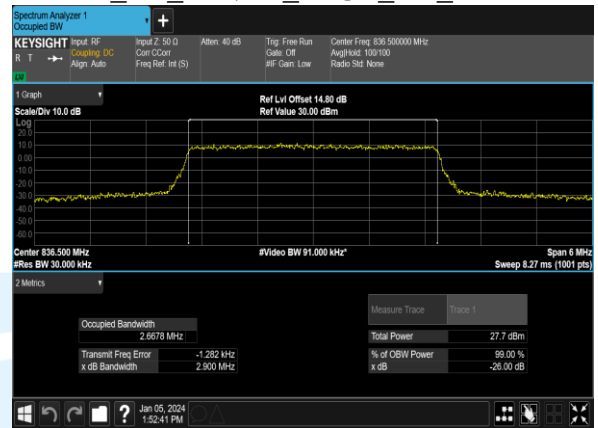 Spectrum Analyzer 1
Occupied BW
KEYSIGHT Input: RF Input Z: 50 Ω Atten: 40 dB Trig: Free Run Center Freq: 836.500000 MHz
R T Coupling: DC Corr CCorr Gate: Off Avg|Hold: 100/100
Align: Auto Freq Ref: Int (S) #IF Gain: Low Radio Std: None
LV
1 Graph
Ref Lvl Offset 14.80 dB
Scale/Div 10.0 dB Ref Value 30.00 dBm
Log
20.0
10.0
0.00
-10.0
-20.0
-30.0
-40.0
-50.0
-60.0
Center 836.500 MHz #Video BW 91.000 kHz* Span 6 MHz
#Res BW 30.000 kHz Sweep 8.27 ms (1001 pts)
2 Metrics
Measure Trace Trace 1
Occupied Bandwidth
2.6678 MHz Total Power 27.7 dBm
Transmit Freq Error -1.282 kHz % of OBW Power 99.00 %
x dB Bandwidth 2.900 MHz x dB -26.00 dB
Jan 05, 2024
1:52:41 PM